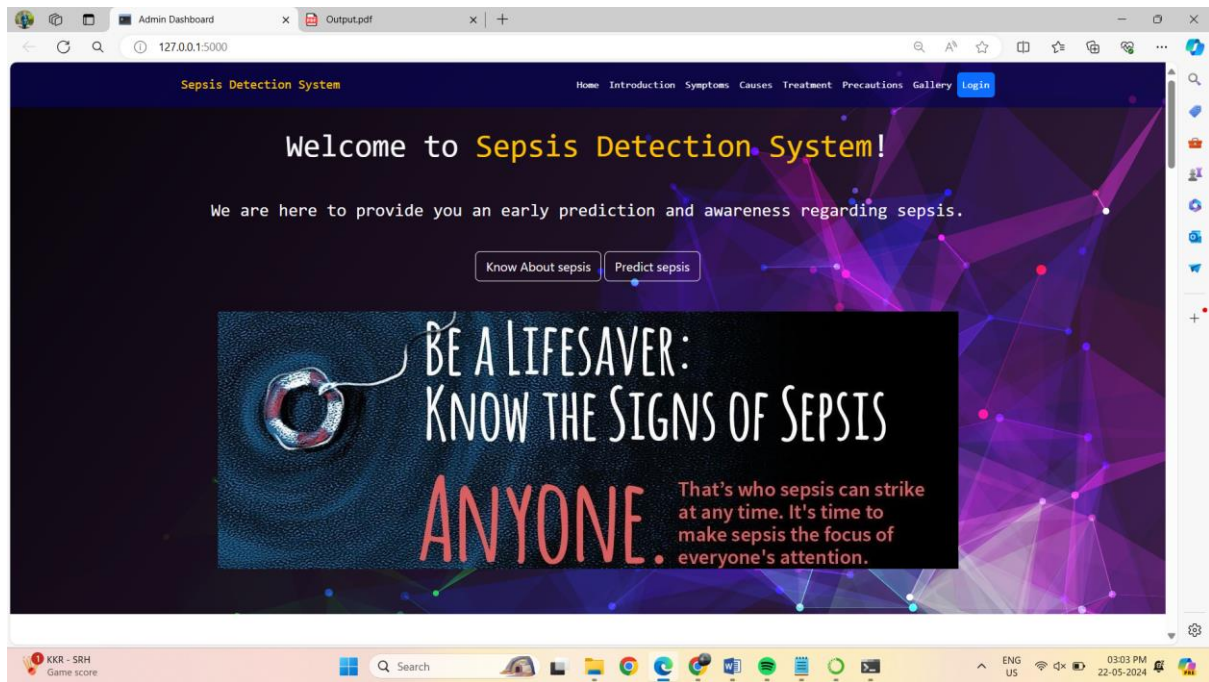 Admin Dashboard
Output.pdf
127.0.0.1:5000
Sepsis Detection System
Home Introduction Symptoms Causes Treatment Precautions Gallery Login
Welcome to Sepsis Detection System!
We are here to provide you an early prediction and awareness regarding sepsis.
Know About sepsis Predict sepsis
BE A LIFESAVER:
KNOW THE SIGNS OF SEPSIS
ANYONE.
That's who sepsis can strike
at any time. It's time to
make sepsis the focus of
everyone's attention.
1 KKR - SRH
Game score
Search
ENG
US
03:03 PM
22-05-2024